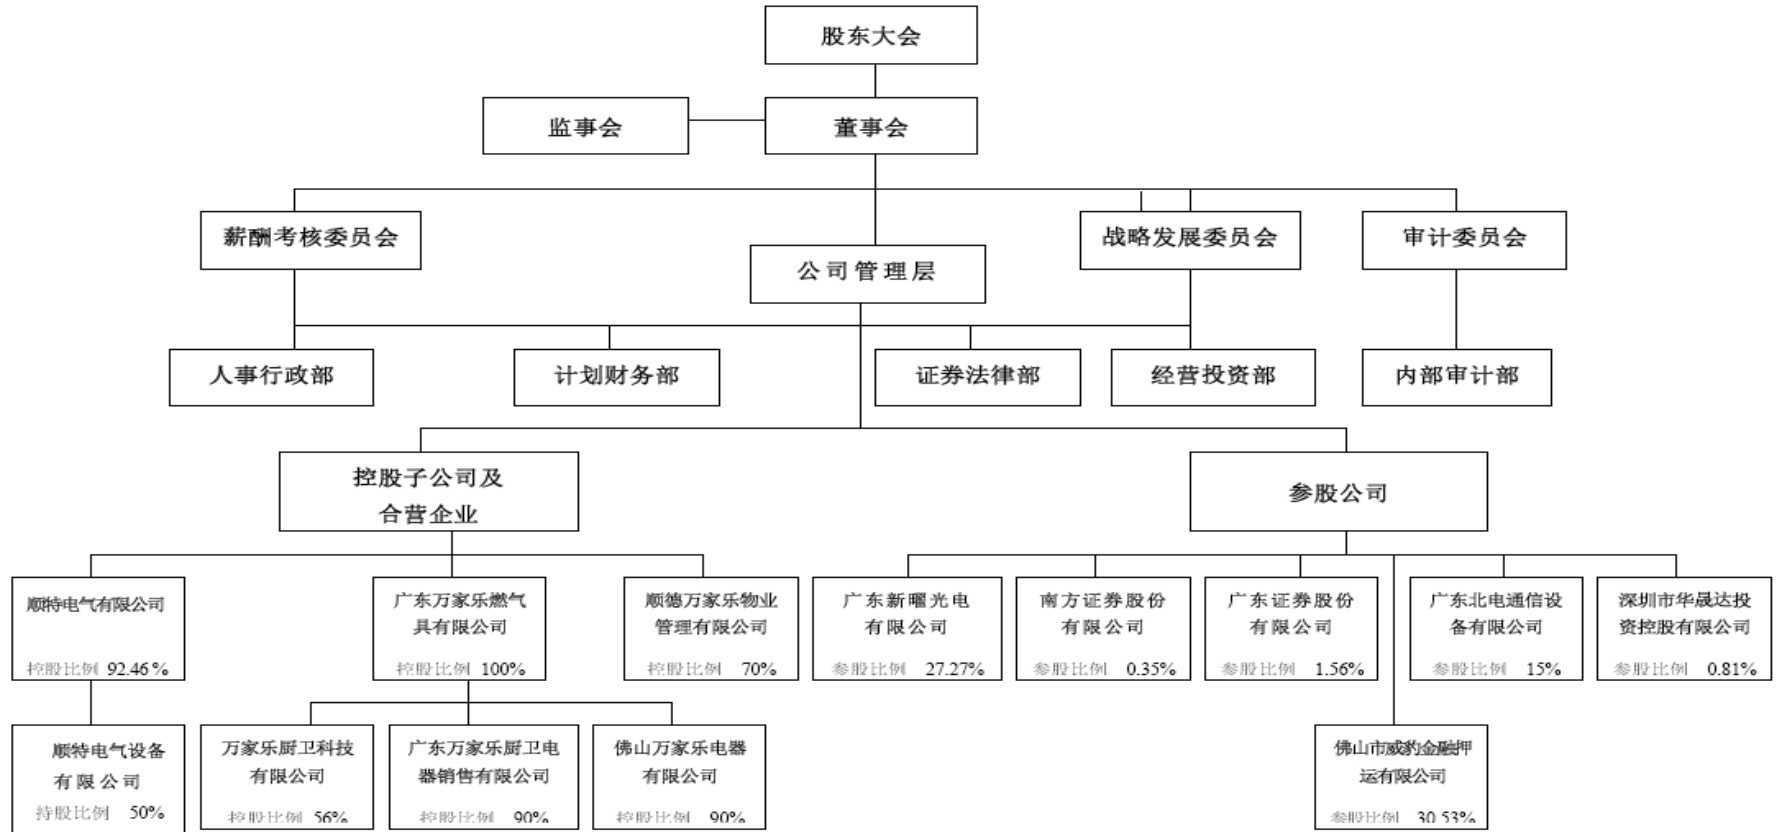 股东大会
监事会
董事会
薪酬考核委员会
公司管理层
战略发展委员会
审计委员会
人事行政部
计划财务部
证券法律部
经营投资部
内部审计部
控股子公司及
合营企业
参股公司
顺特电气有限公司
控股比例 92.46%
广东万家乐燃气
具有限公司
控股比例 100%
顺德万家乐物业
管理有限公司
控股比例 70%
广东新曜光电
有限公司
参股比例 27.27%
南方证券股份
有限公司
参股比例 0.35%
广东证券股份
有限公司
参股比例 1.56%
广东北电通信设
备有限公司
参股比例 15%
深圳市华晟达投
资控股有限公司
参股比例 0.81%
顺特电气设备
有限公司
持股比例 50%
万家乐厨卫科技
有限公司
控股比例 56%
广东万家乐厨卫电
器销售有限公司
控股比例 90%
佛山万家乐电器
有限公司
控股比例 90%
佛山市威豹金融押
运有限公司
参股比例 30.53%